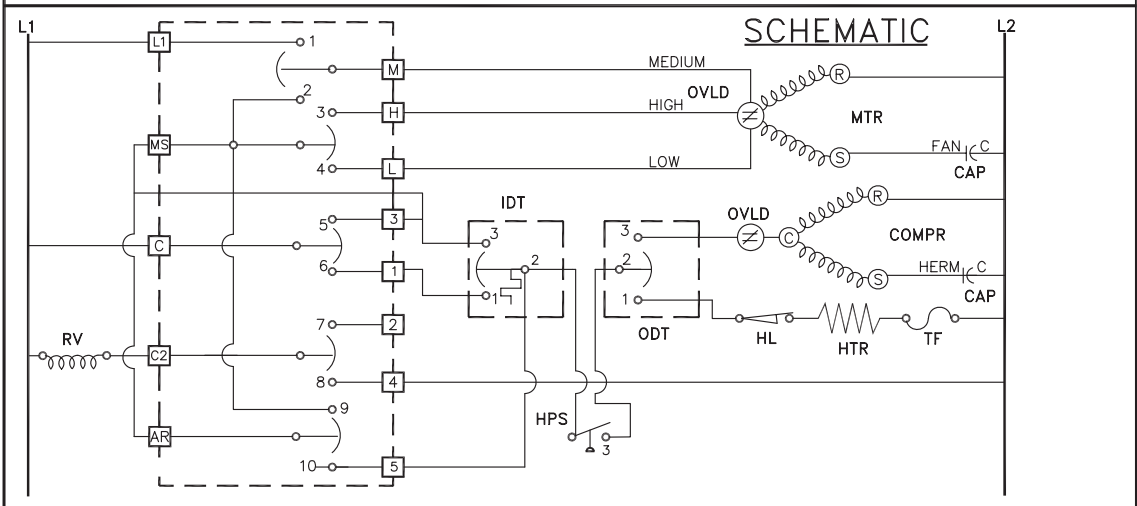 SCHEMATIC
L1
L2
L1
1
M
MEDIUM
R
OVLD
2
3
H
HIGH
MTR
MS
FAN
C
CAP
4
L
LOW
S
R
IDT
5
3
OVLD
3
3
C
COMPR
C
2
2
6
1
HERM
C
CAP
S
1
1
7
2
ODT
HL
HTR
TF
RV
C2
8
4
9
HPS
AR
3
10
5